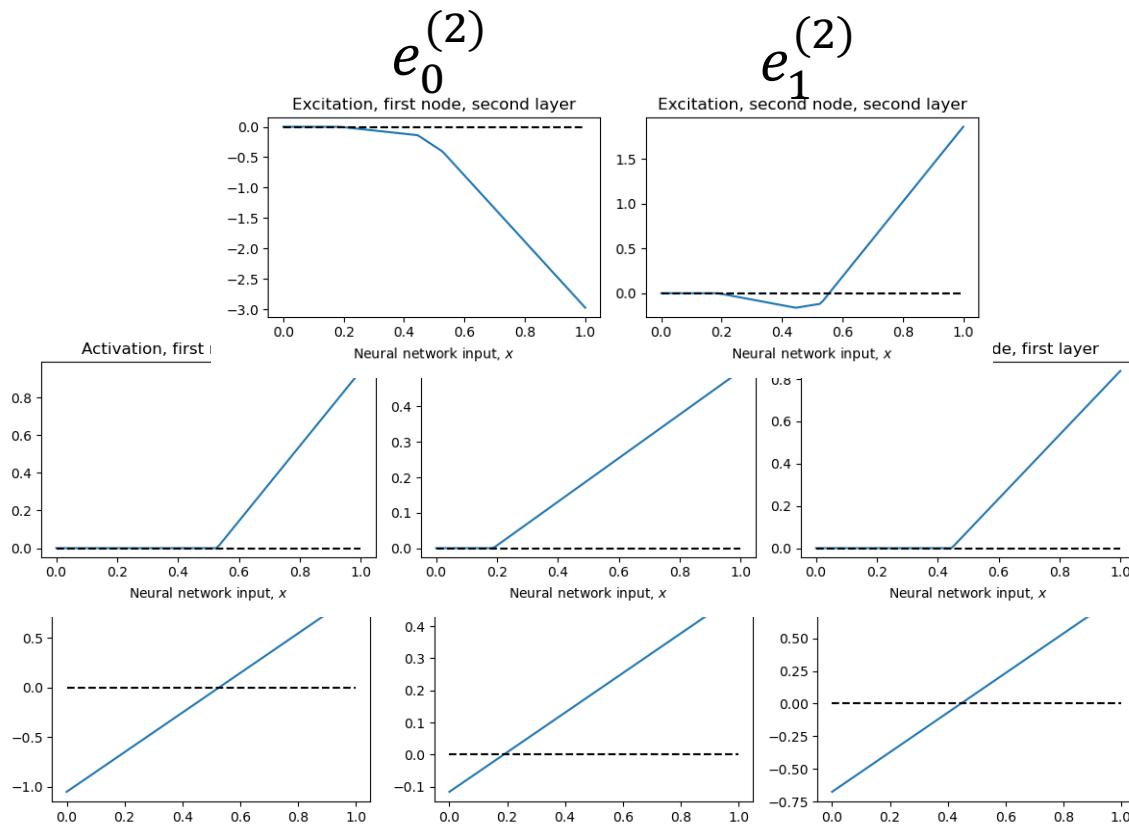 e_0^{(2)} e_1^{(2)}
Excitation, first node, second layer Excitation, second node, second layer
0.0
−0.5
−1.0
−1.5
−2.0
−2.5
−3.0
0.0 0.2 0.4 0.6 0.8 1.0
Neural network input, x
1.5
1.0
0.5
0.0
0.0 0.2 0.4 0.6 0.8 1.0
Neural network input, x
Activation, first
de, first layer
0.8
0.6
0.4
0.2
0.0
0.0 0.2 0.4 0.6 0.8 1.0
Neural network input, x
0.4
0.3
0.2
0.1
0.0
0.0 0.2 0.4 0.6 0.8 1.0
Neural network input, x
0.8
0.6
0.4
0.2
0.0
0.0 0.2 0.4 0.6 0.8 1.0
Neural network input, x
0.5
0.0
−0.5
−1.0
0.0 0.2 0.4 0.6 0.8 1.0
0.4
0.3
0.2
0.1
0.0
−0.1
0.0 0.2 0.4 0.6 0.8 1.0
0.50
0.25
0.00
−0.25
−0.50
−0.75
0.0 0.2 0.4 0.6 0.8 1.0